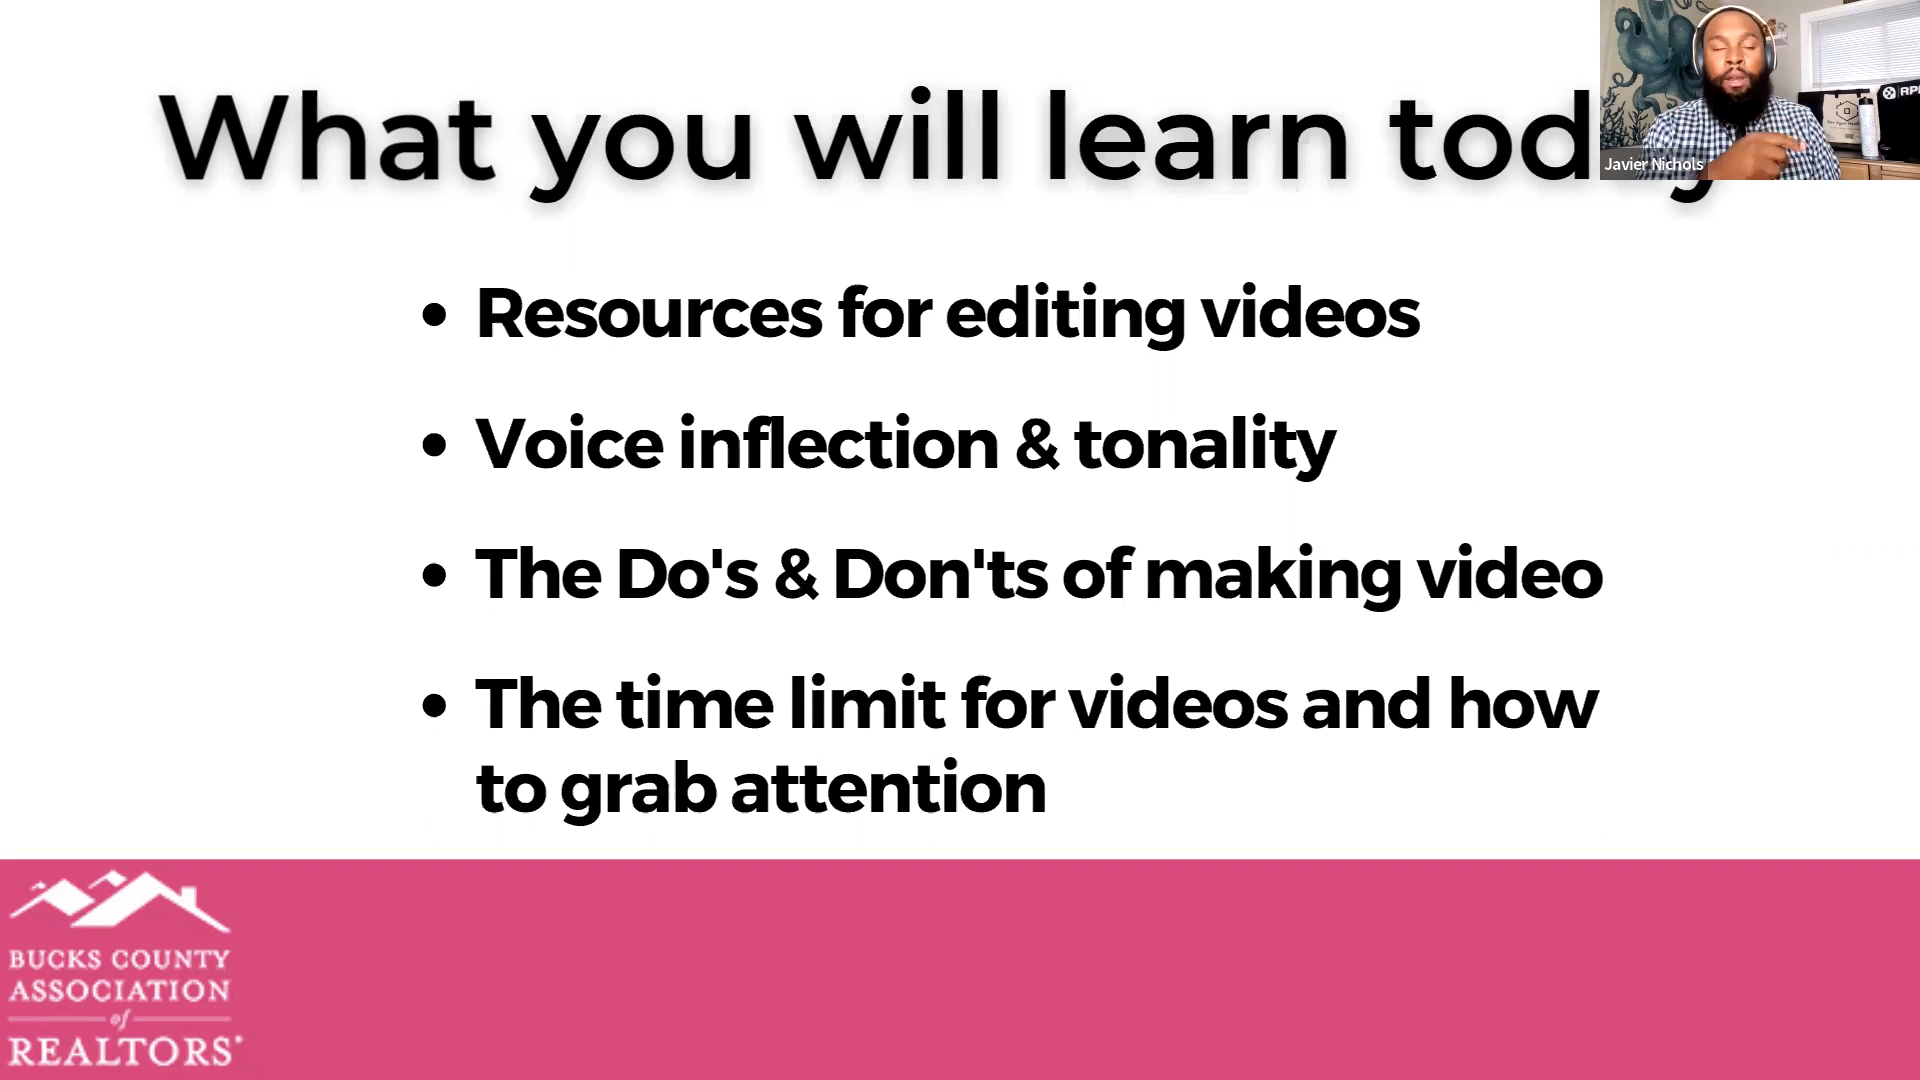 What you will learn tod
Javier Nichols
RP
• Resources for editing videos
• Voice inflection & tonality
• The Do's & Don'ts of making video
• The time limit for videos and how
to grab attention
BUCKS COUNTY
ASSOCIATION
of
REALTORS®